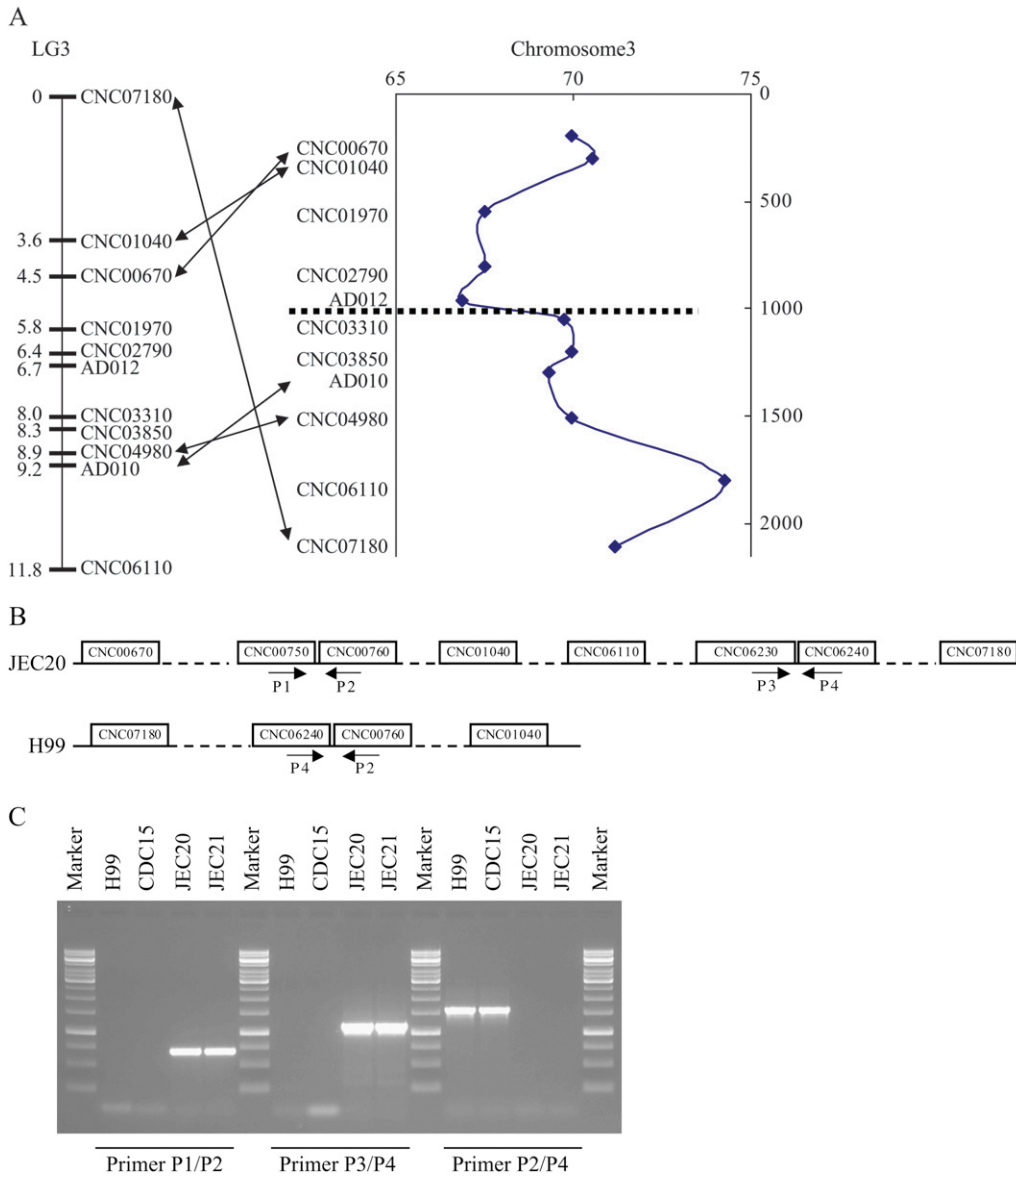 A
LG3
Chromosome3
65 70 75
0 CNC07180
3.6 CNC01040
4.5 CNC00670
5.8 CNC01970
6.4 CNC02790
6.7 AD012
8.0 CNC03310
8.3 CNC03850
8.9 CNC04980
9.2 AD010
11.8 CNC06110
CNC00670
CNC01040
CNC01970
CNC02790
AD012
CNC03310
CNC03850
AD010
CNC04980
CNC06110
CNC07180
0
500
1000
1500
2000
B
JEC20 CNC00670 CNC00750 CNC00760 CNC01040 CNC06110 CNC06230 CNC06240 CNC07180
P1 P2 P3 P4
H99 CNC07180 CNC06240 CNC00760 CNC01040
P4 P2
C
Marker H99 CDC15 JEC20 JEC21 Marker H99 CDC15 JEC20 JEC21 Marker H99 CDC15 JEC20 JEC21 Marker
Primer P1/P2 Primer P3/P4 Primer P2/P4